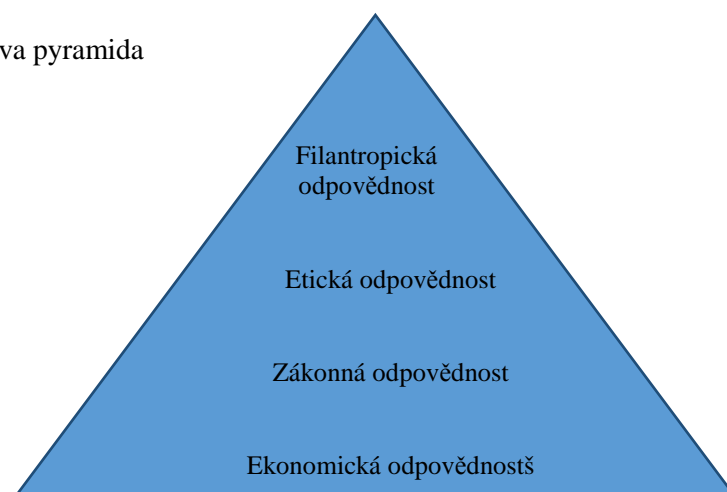 va pyramida
Filantropická
odpovědnost
Etická odpovědnost
Zákonná odpovědnost
Ekonomická odpovědnostš